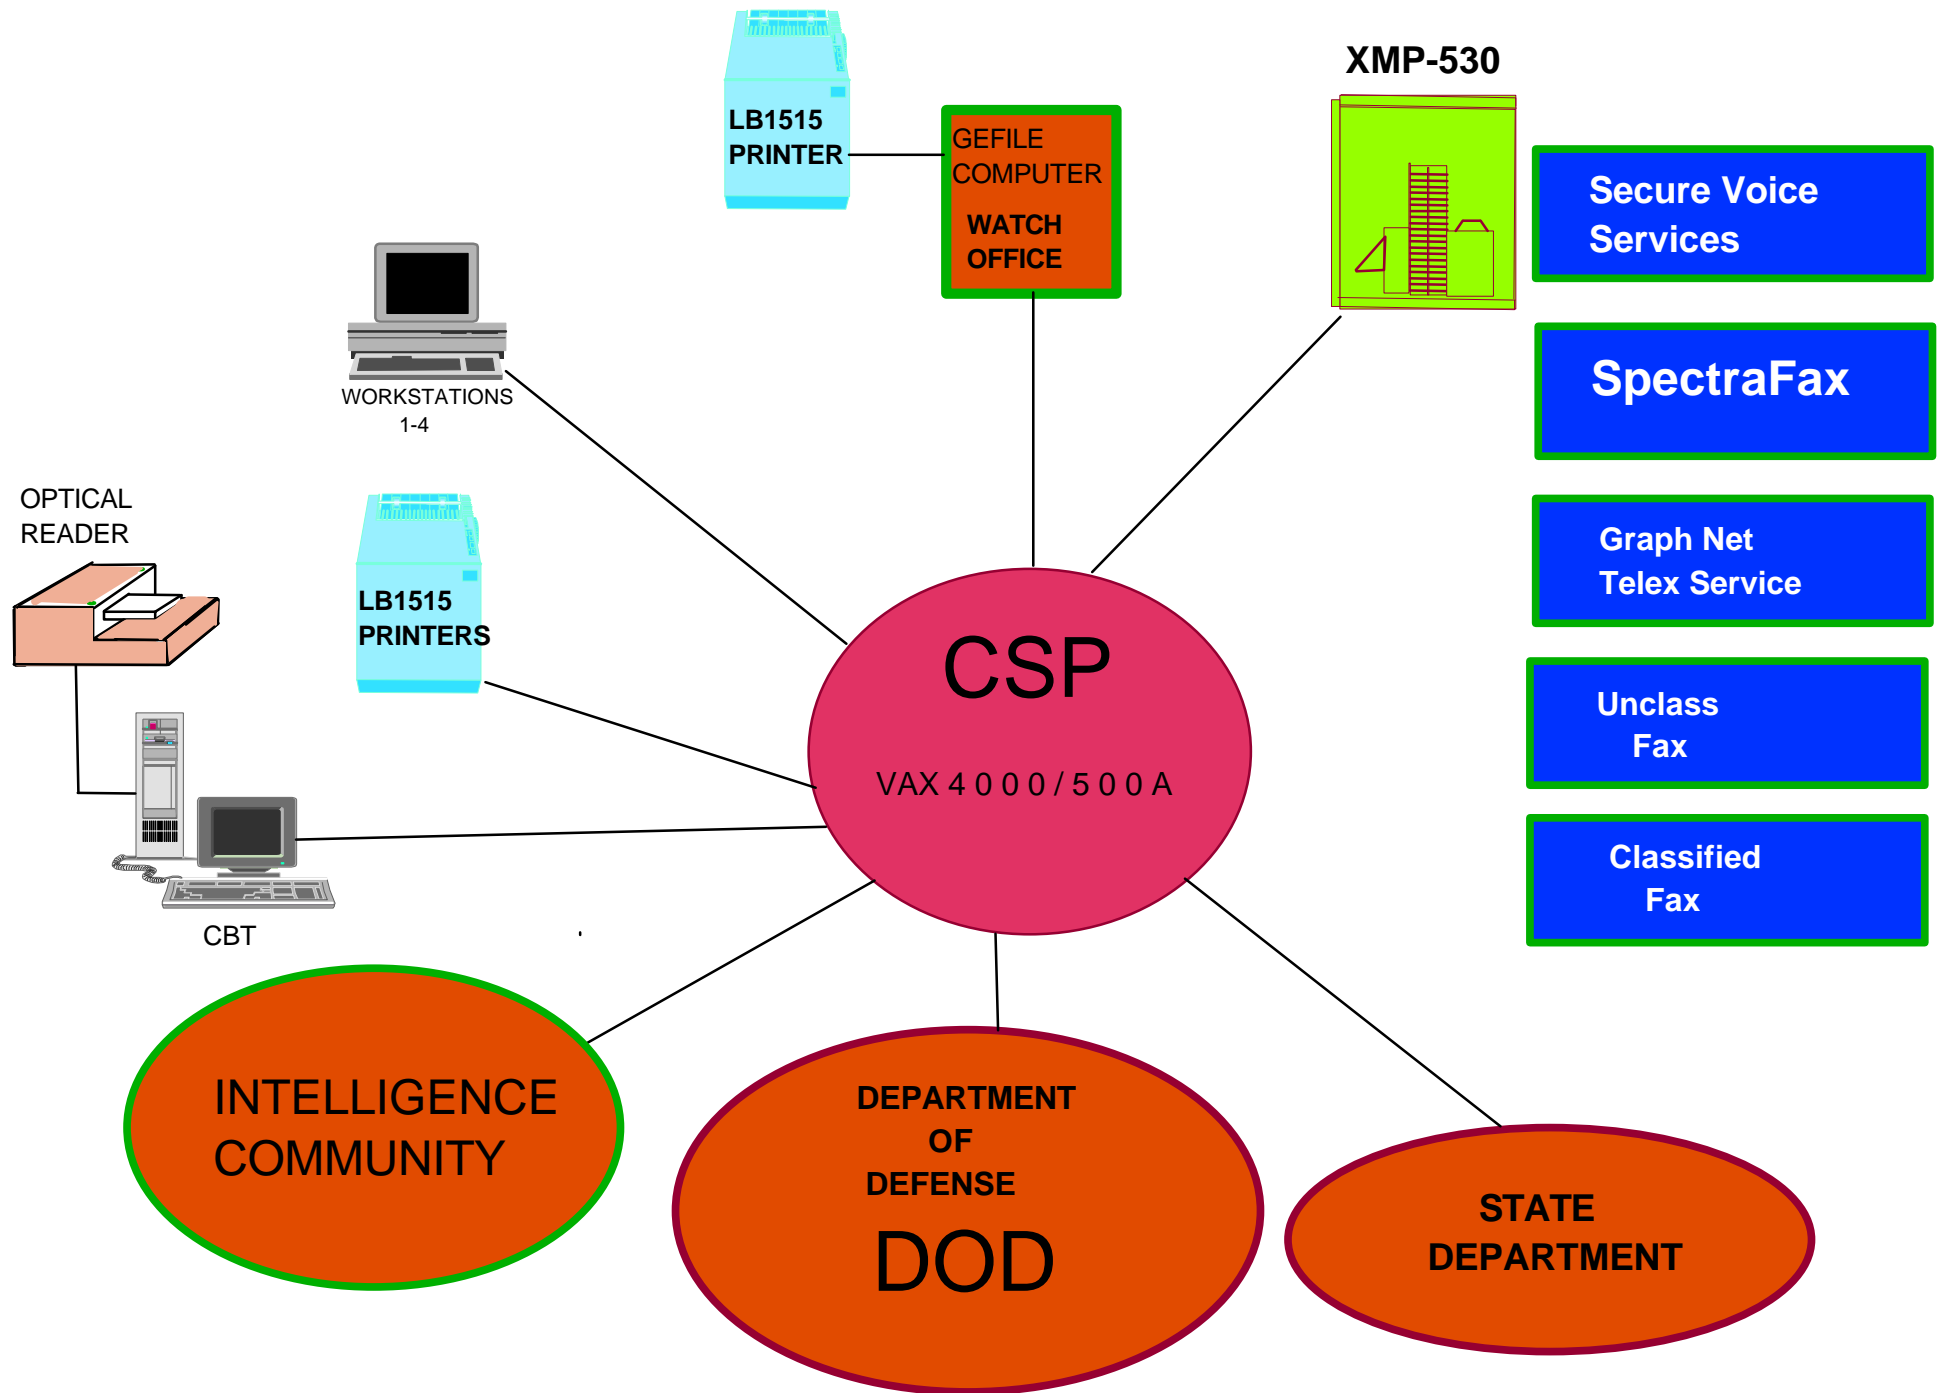 XMP-530
LB1515
PRINTER
GEFILE
COMPUTER
WATCH
OFFICE
Secure Voice
Services
SpectraFax
WORKSTATIONS
1-4
OPTICAL
READER
LB1515
PRINTERS
Graph Net
Telex Service
CSP
VAX 4000/500A
Unclass
Fax
Classified
Fax
CBT
INTELLIGENCE
COMMUNITY
DEPARTMENT
OF
DEFENSE
DOD
STATE
DEPARTMENT